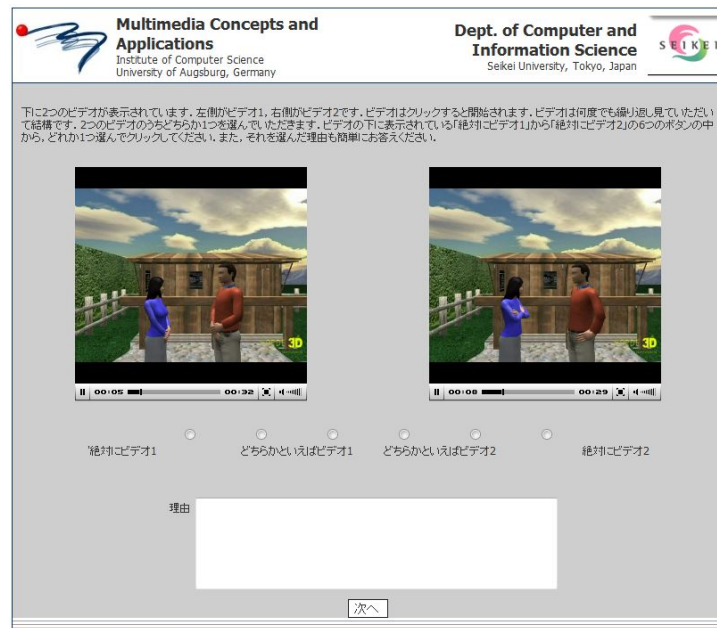 Multimedia Concepts and
Applications
Institute of Computer Science
University of Augsburg, Germany
Dept. of Computer and
Information Science
Seikei University, Tokyo, Japan
SEIKEI
下に2つのビデオが表示されています．左側がビデオ1，右側がビデオ2です．ビデオはクリックすると開始されます．ビデオは何度でも繰り返し見ていただい
て結構です．2つのビデオのうちどちらか1つを選んでいただきます．ビデオの下に表示されている「絶対にビデオ1」から「絶対にビデオ2」の6つのボタンの中
から，どれか1つ選んでクリックしてください．また，それを選んだ理由も簡単にお答えください．
3D
3D
00:05 00:32
00:08 00:29
'絶対にビデオ1 どちらかといえばビデオ1 どちらかといえばビデオ2 絶対にビデオ2
理由
次へ